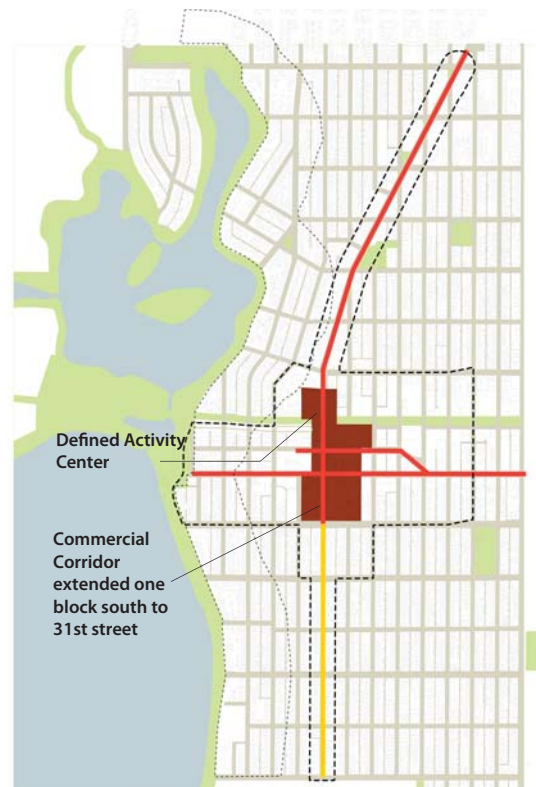 Defined Activity
Center
Commercial
Corridor
extended one
block south to
31st street